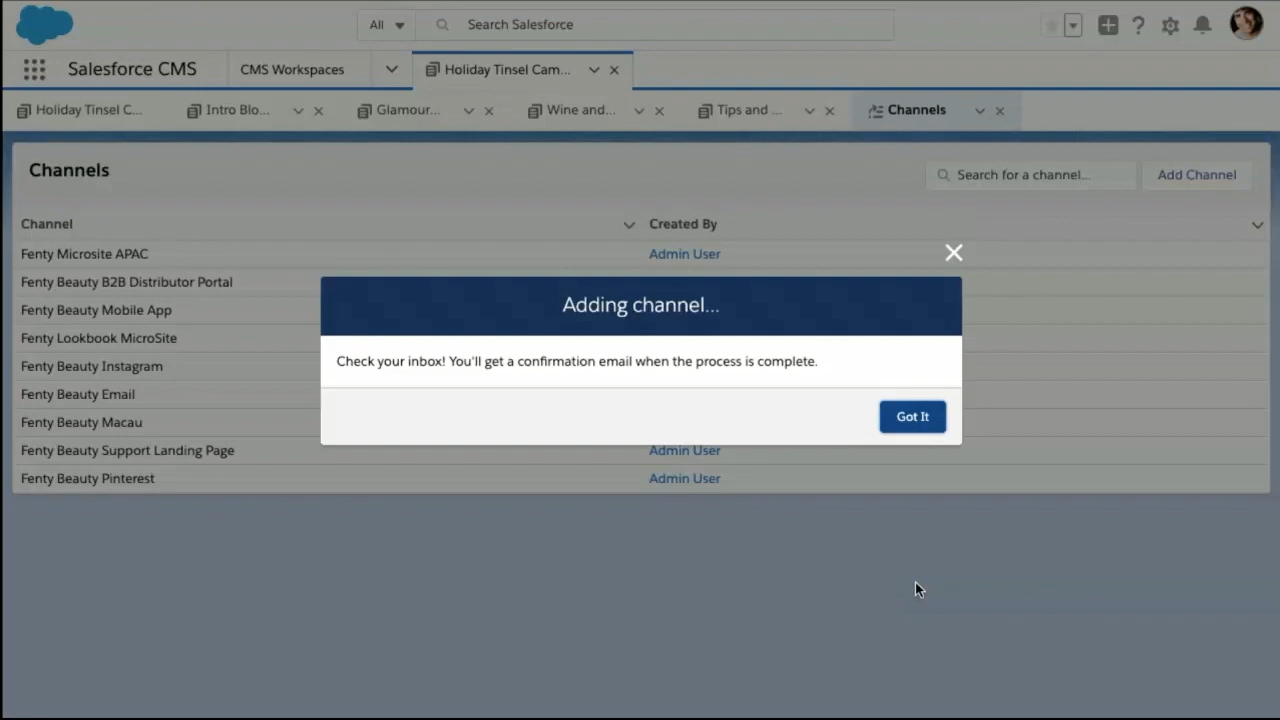 All
Search Salesforce
Salesforce CMS
CMS Workspaces
Holiday Tinsel Cam...
Holiday Tinsel C...
Intro Blo...
Glamour...
Wine and...
Tips and ...
Channels
Channels
Search for a channel...
Add Channel
Channel
Created By
Fenty Microsite APAC
Admin User
Fenty Beauty B2B Distributor Portal
Fenty Beauty Mobile App
Fenty Lookbook MicroSite
Fenty Beauty Instagram
Fenty Beauty Email
Fenty Beauty Macau
Fenty Beauty Support Landing Page
Admin User
Fenty Beauty Pinterest
Admin User
Adding channel...
Check your inbox! You'll get a confirmation email when the process is complete.
Got It